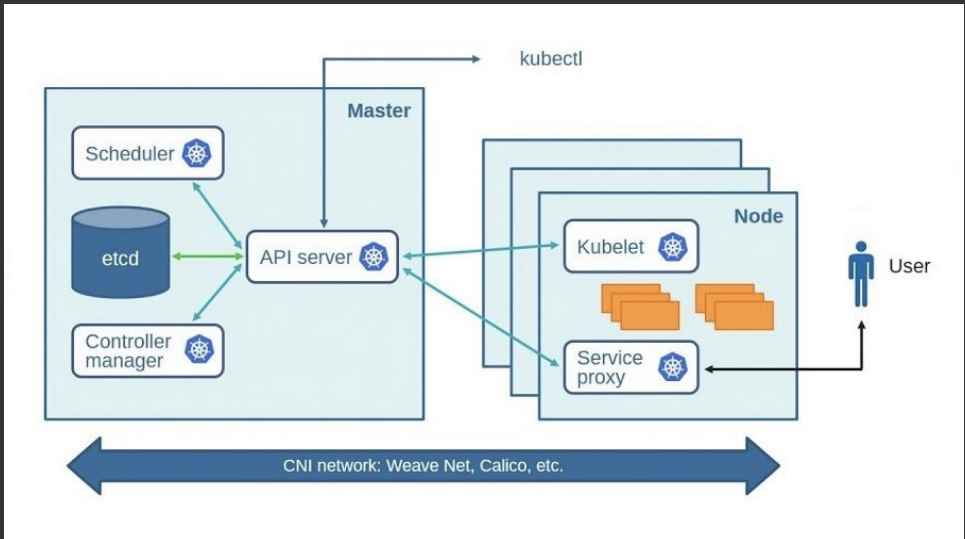 kubectl
Master
Scheduler
etcd
API server
Controller
manager
Node
Kubelet
Service
proxy
User
CNI network: Weave Net, Calico, etc.